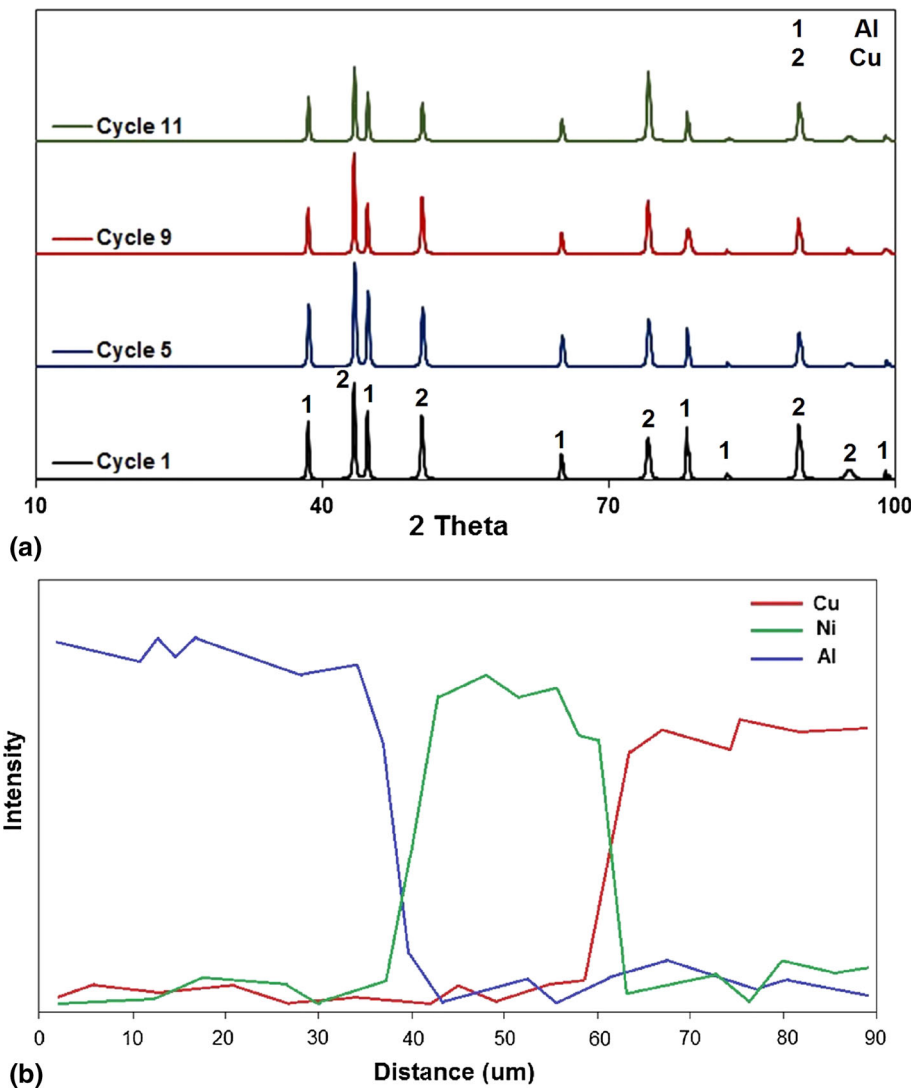 1 Al
2 Cu
Cycle 11
Cycle 9
Cycle 5
2
1 1 2 1 2 1 1 2 2 1
Cycle 1
10 40 70 100
2 Theta
(a)
Cu
Ni
Al
Intensity
0 10 20 30 40 50 60 70 80 90
Distance (um)
(b)